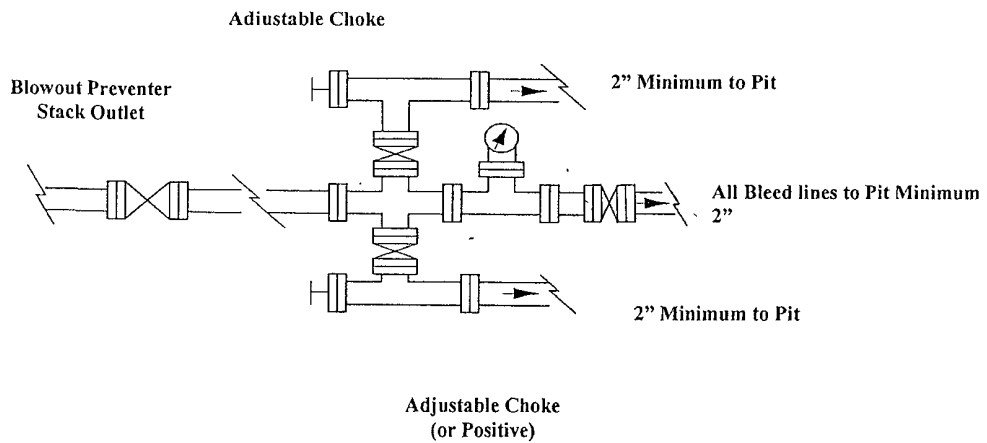 Adiustable Choke
2” Minimum to Pit
Blowout Preventer
Stack Outlet
All Bleed lines to Pit Minimum
2”
2” Minimum to Pit
Adjustable Choke
(or Positive)